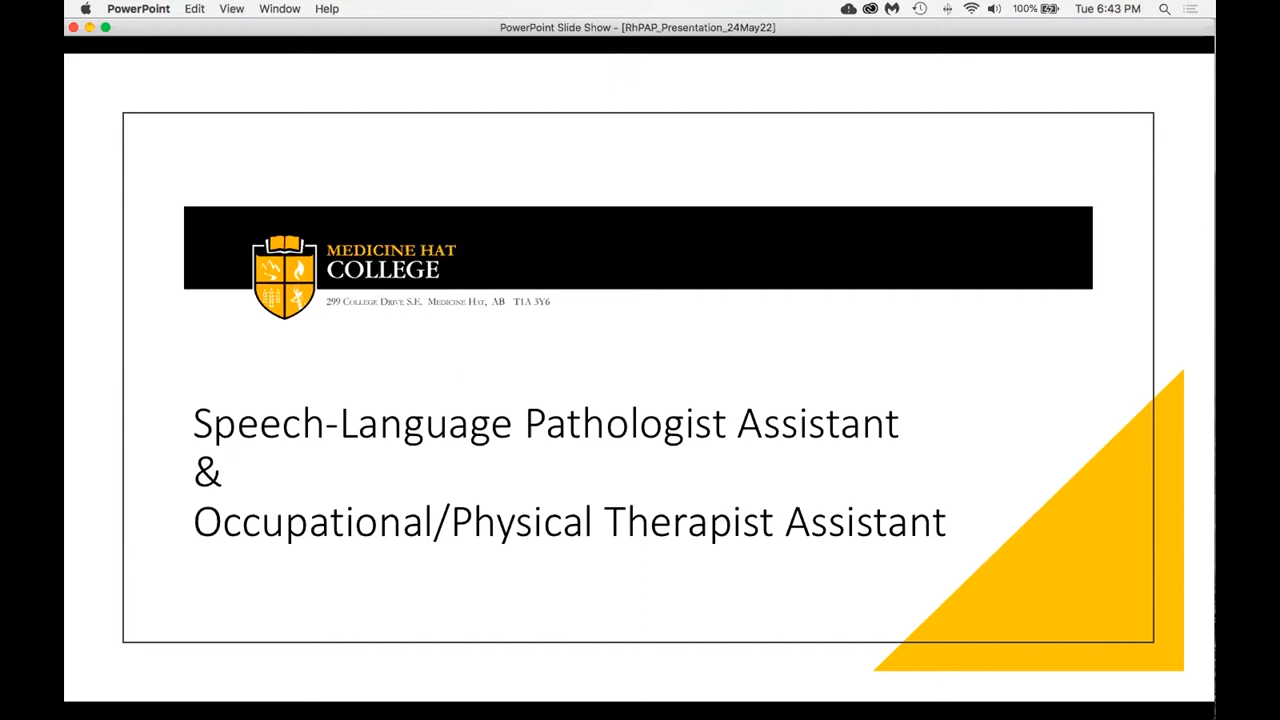 PowerPoint Edit View Window Help 100% Tue 6:43 PM
PowerPoint Slide Show - [RhPAP_Presentation_24May22]
MEDICINE HAT
COLLEGE
299 College Drive S.E. Medicine Hat, AB T1A 3Y6
Speech-Language Pathologist Assistant
&
Occupational/Physical Therapist Assistant